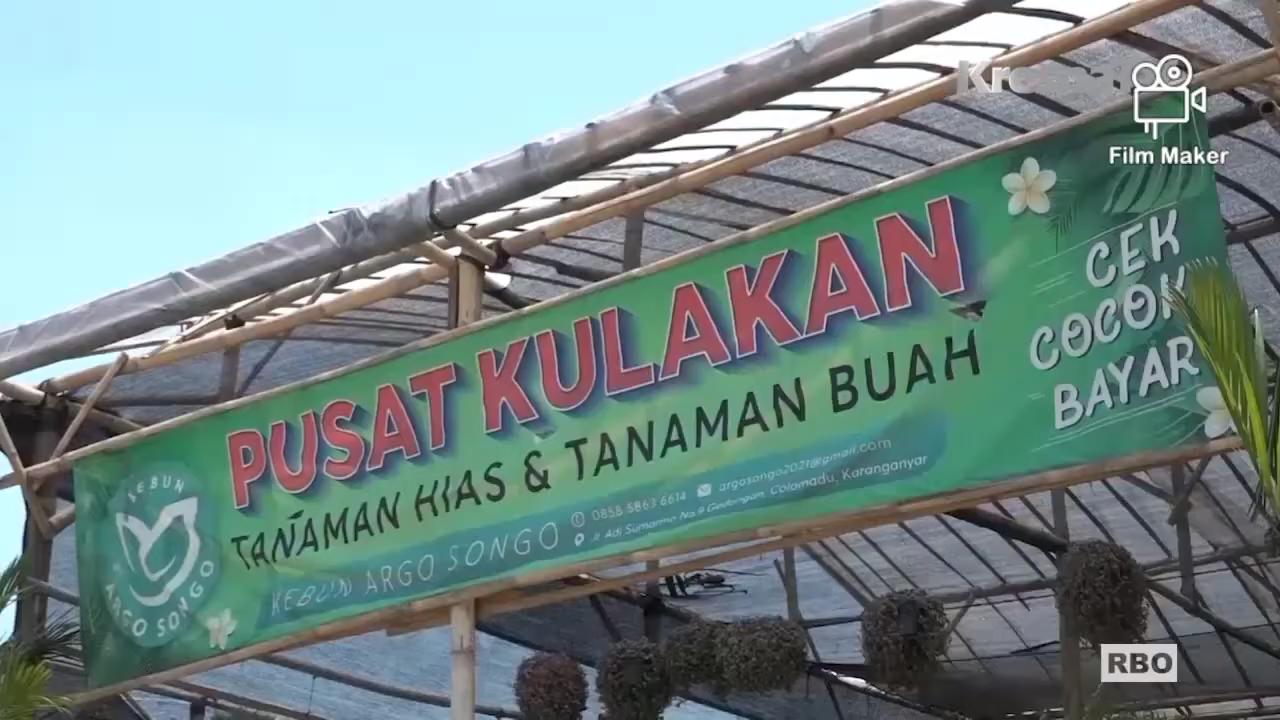 Film Maker
PUSAT KULAKAN
TANAMAN HIAS & TANAMAN BUAH
KEBUN ARGO SONGO
0858 5863 6614
argosongo2021@gmail.com
Jl. Adi Sumarmo No.9 Gedongan, Colomadu, Karanganyar
CEK
COCOK
BAYAR
KEBUN
ARGO SONGO
RBO